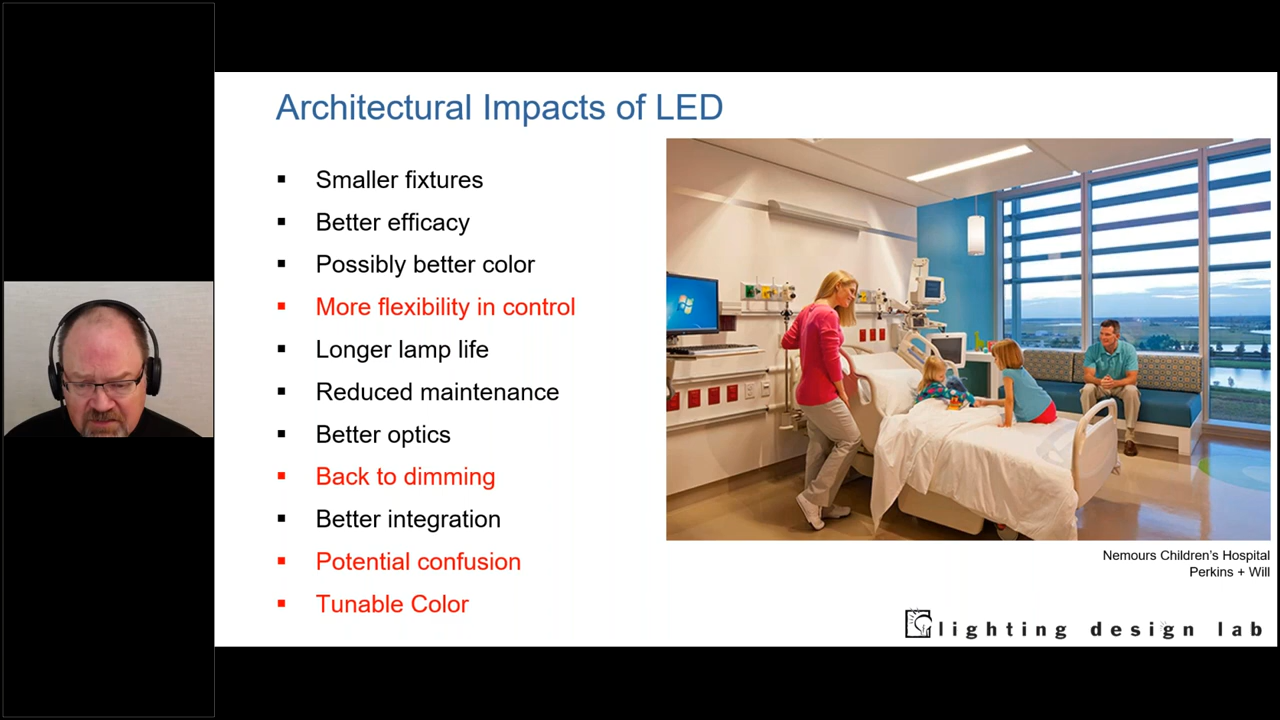 Architectural Impacts of LED
Smaller fixtures
Better efficacy
Possibly better color
More flexibility in control
Longer lamp life
Reduced maintenance
Better optics
Back to dimming
Better integration
Potential confusion
Tunable Color
Nemours Children's Hospital
Perkins + Will
lighting design lab